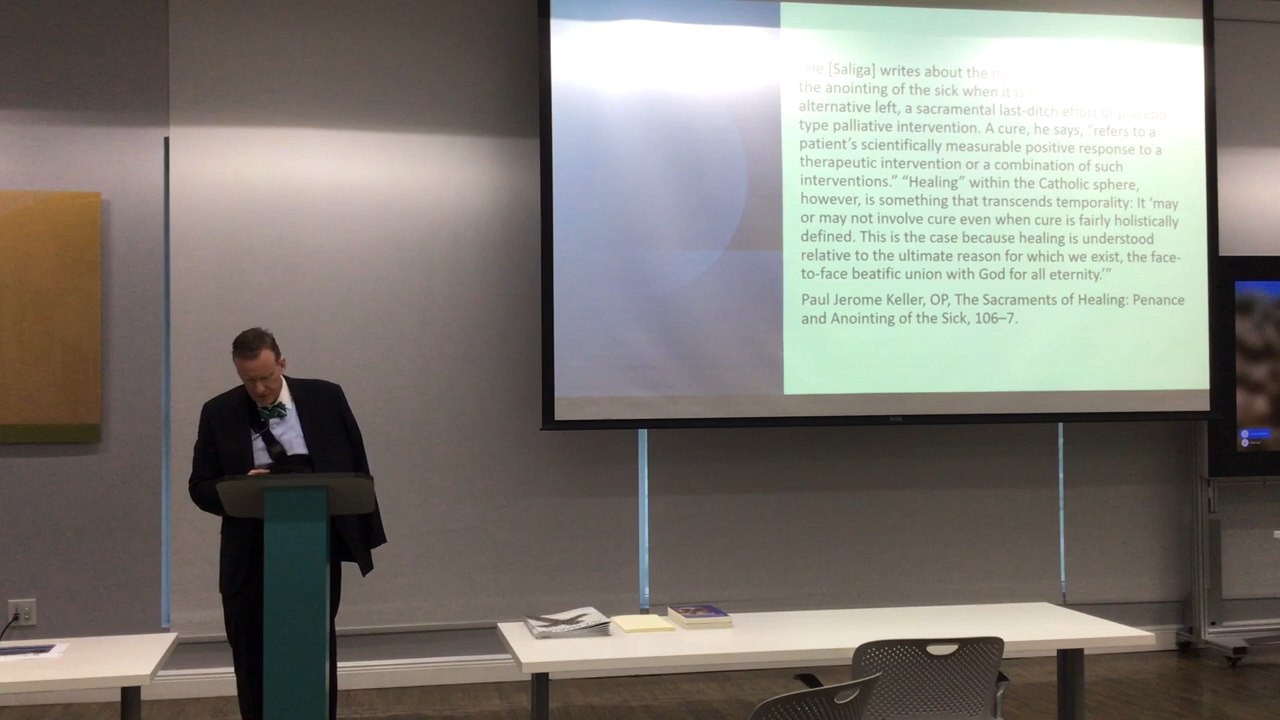 He [Saliga] writes about the
the anointing of the sick when it is
alternative left, a sacramental last-ditch effort or placebo-
type palliative intervention. A cure, he says, “refers to a
patient’s scientifically measurable positive response to a
therapeutic intervention or a combination of such
interventions.” “Healing” within the Catholic sphere,
however, is something that transcends temporality: It ‘may
or may not involve cure even when cure is fairly holistically
defined. This is the case because healing is understood
relative to the ultimate reason for which we exist, the face-
to-face beatific union with God for all eternity.’”
Paul Jerome Keller, OP, The Sacraments of Healing: Penance
and Anointing of the Sick, 106–7.